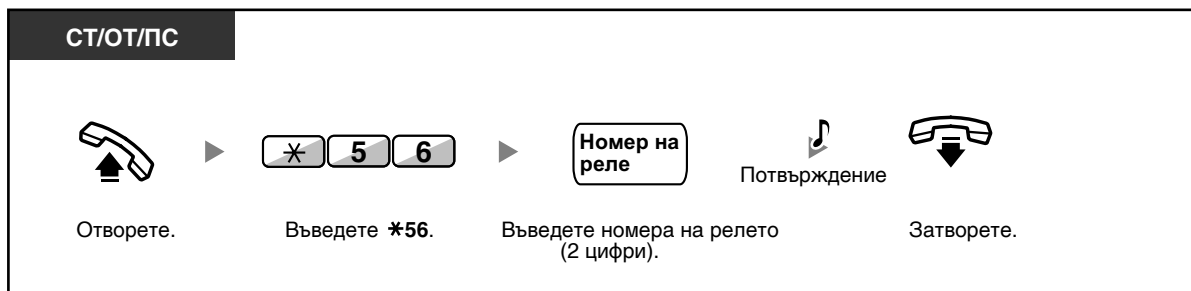 СТ/ОТ/ПС
✳ 5 6
Номер на
реле
Потвърждение
Отворете.
Въведете ✳56.
Въведете номера на релето
(2 цифри).
Затворете.